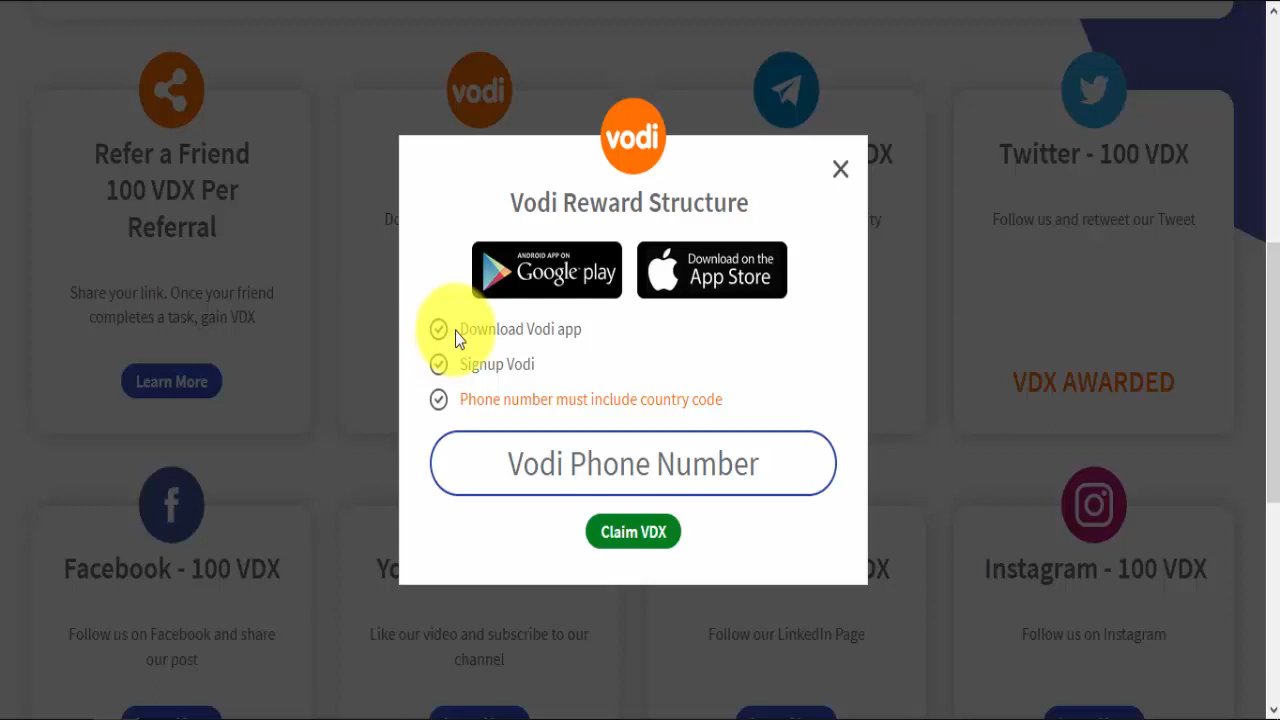 vodi
Refer a Friend
100 VDX Per
Referral
Share your link. Once your friend
completes a task, gain VDX
Learn More
Do
DX
ty
Twitter - 100 VDX
Follow us and retweet our Tweet
VDX AWARDED
vodi
Vodi Reward Structure
ANDROID APP ON
Google play
Download on the
App Store
Download Vodi app
Signup Vodi
Phone number must include country code
Vodi Phone Number
Claim VDX
f
Facebook - 100 VDX
Follow us on Facebook and share
our post
Yo
Like our video and subscribe to our
channel
DX
Follow our LinkedIn Page
Instagram - 100 VDX
Follow us on Instagram